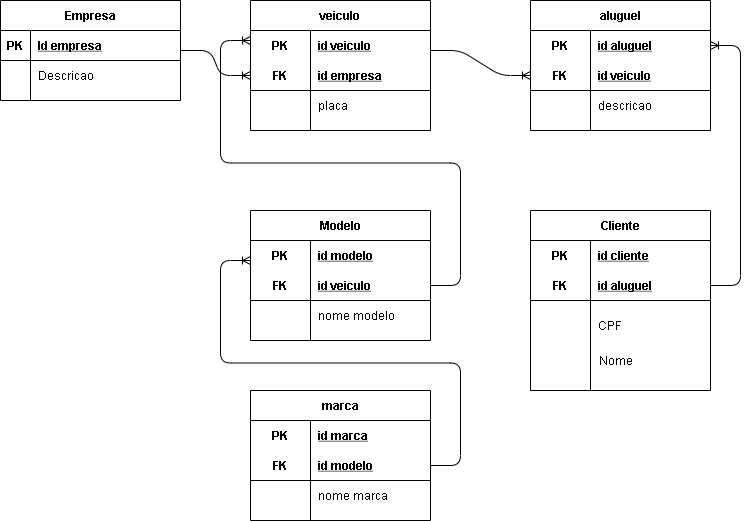 Empresa
PK Id empresa
Descricao
veiculo
PK id veiculo
FK id empresa
placa
aluguel
PK id aluguel
FK id veiculo
descricao
Modelo
PK id modelo
FK id veiculo
nome modelo
Cliente
PK id cliente
FK id aluguel
CPF
Nome
marca
PK id marca
FK id modelo
nome marca